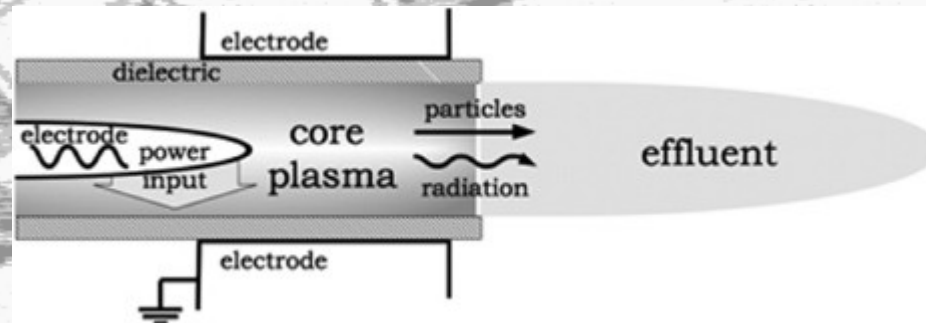 electrode
dielectric
particles
electrode
power
core
input
plasma
radiation
effluent
electrode